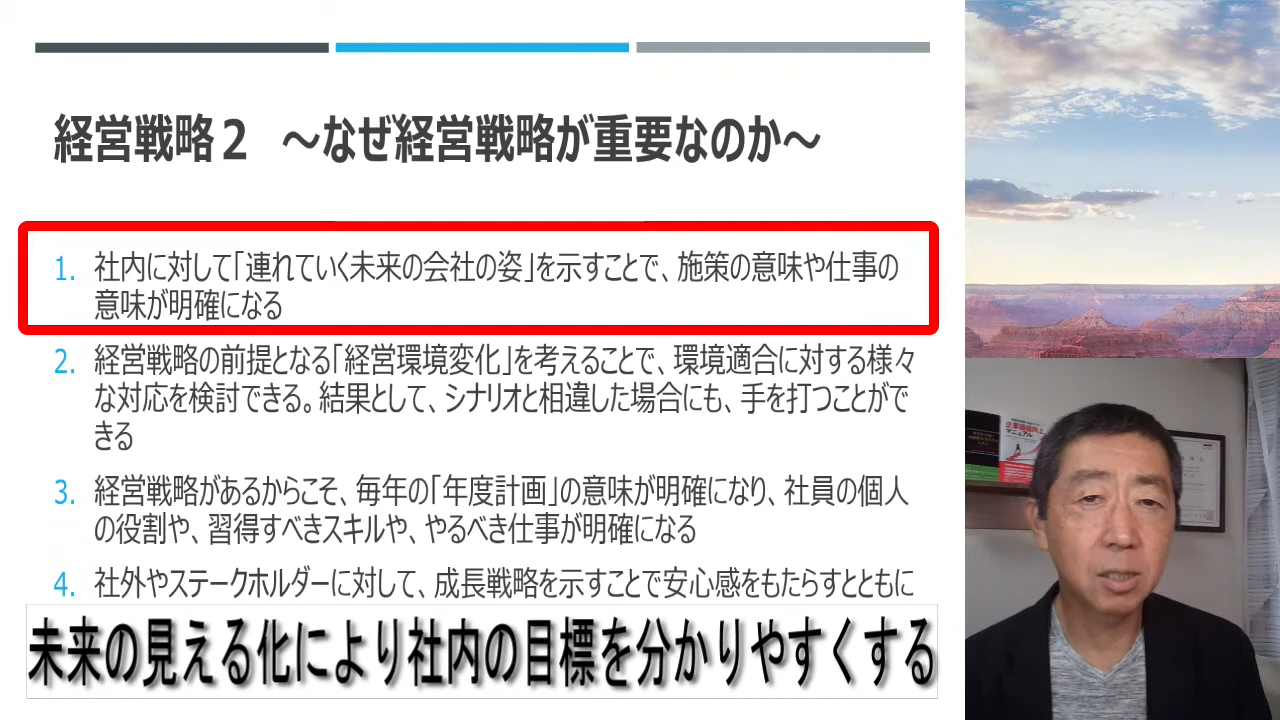 経営戦略２　～なぜ経営戦略が重要なのか～
1. 社内に対して「連れていく未来の会社の姿」を示すことで、施策の意味や仕事の
意味が明確になる
2. 経営戦略の前提となる「経営環境変化」を考えることで、環境適合に対する様々
な対応を検討できる。結果として、シナリオと相違した場合にも、手を打つことがで
きる
3. 経営戦略があるからこそ、毎年の「年度計画」の意味が明確になり、社員の個人
の役割や、習得すべきスキルや、やるべき仕事が明確になる
4. 社外やステークホルダーに対して、成長戦略を示すことで安心感をもたらすとともに
未来の見える化により社内の目標を分かりやすくする
企業価値向上
マニュアル